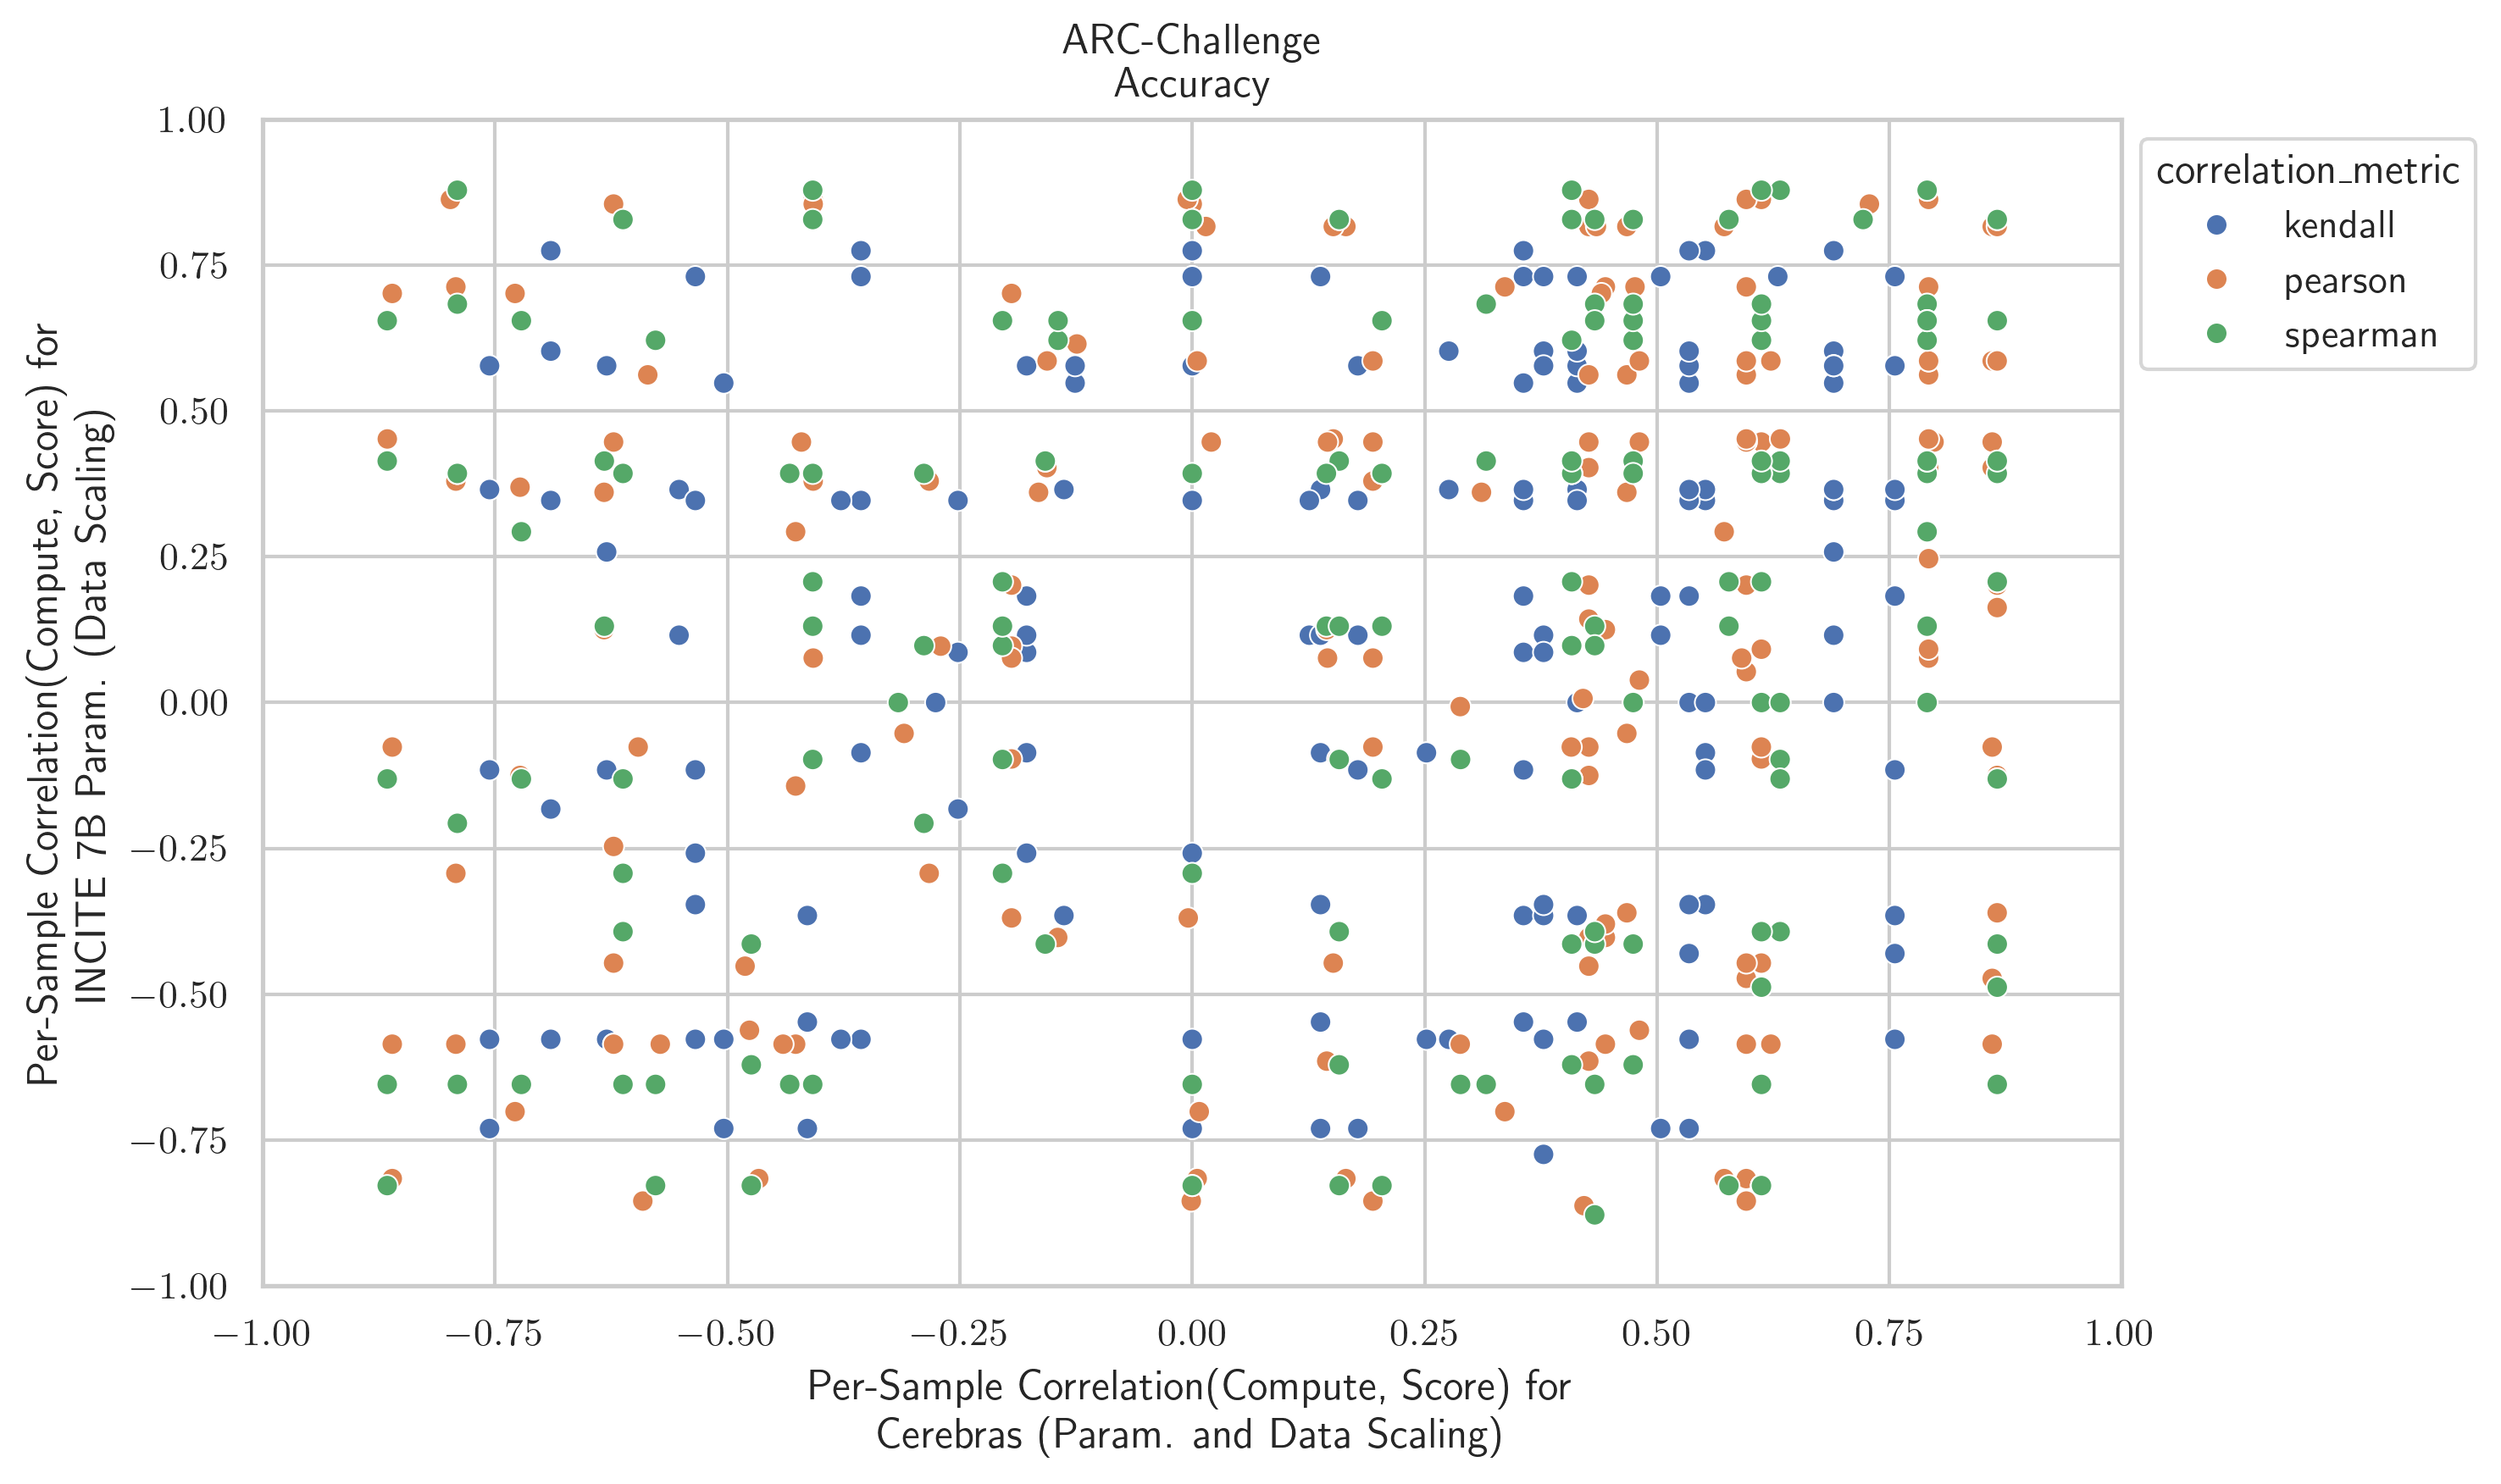 ARC-Challenge
Accuracy
Per-Sample Correlation(Compute, Score) for
INCITE 7B Param. (Data Scaling)
1.00
0.75
0.50
0.25
0.00
−0.25
−0.50
−0.75
−1.00
−1.00
−0.75
−0.50
−0.25
0.00
0.25
0.50
0.75
1.00
Per-Sample Correlation(Compute, Score) for
Cerebras (Param. and Data Scaling)
correlation_metric
kendall
pearson
spearman